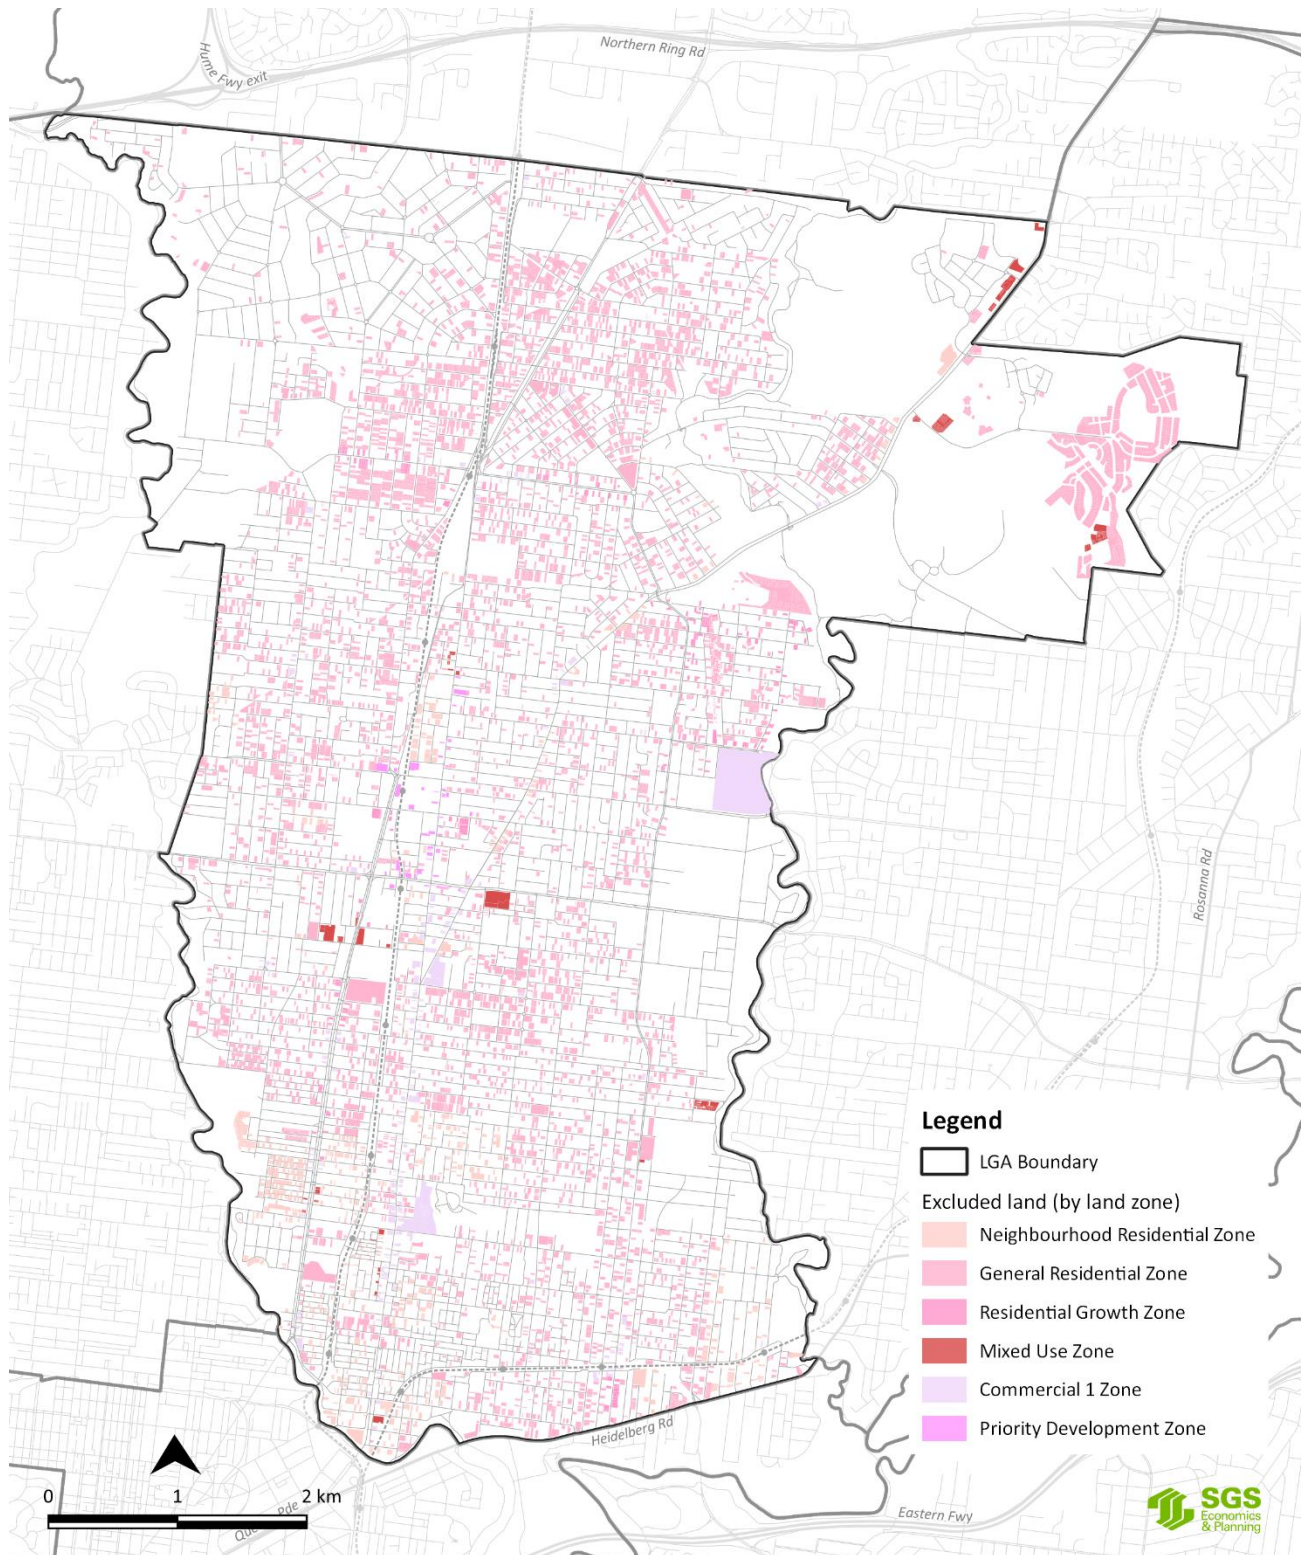 Northern Ring Rd
Hume Fwy exit
Rosanna Rd
Legend
LGA Boundary
Excluded land (by land zone)
Neighbourhood Residential Zone
General Residential Zone
Residential Growth Zone
Mixed Use Zone
Commercial 1 Zone
Priority Development Zone
Heidelberg Rd
0 1 2 km
Pde
Eastern Fwy
SGS
Economics
& Planning